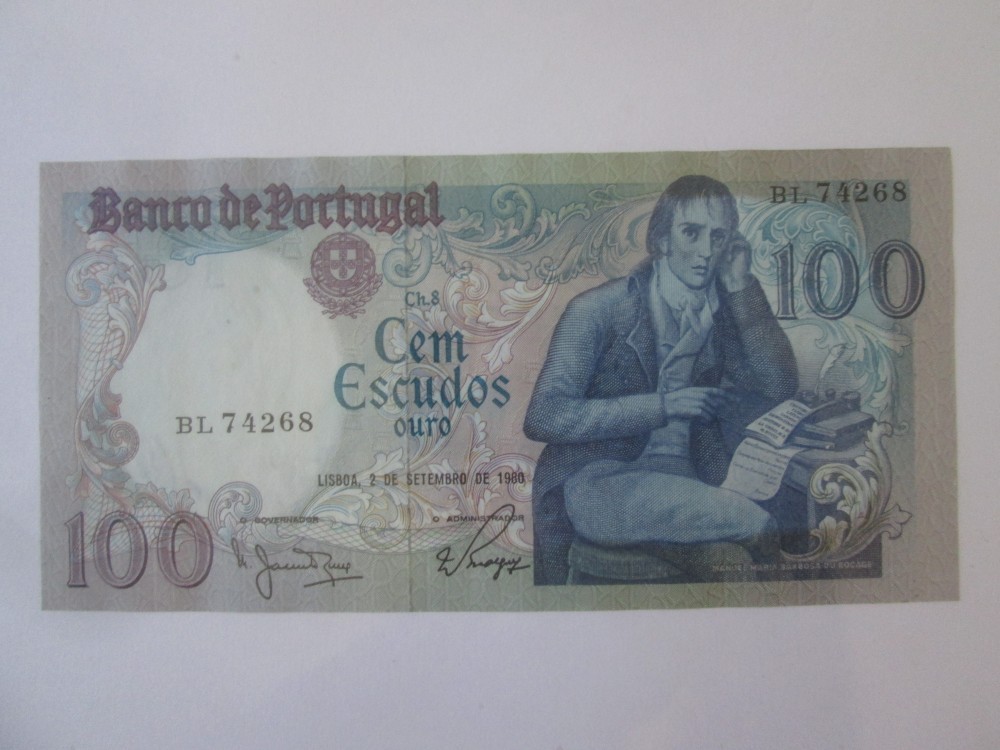 Banco de Portugal
BL 74268
100
Ch.8
Cem
Escudos
ouro
BL 74268
LISBOA, 2 DE SETEMBRO DE 1980
O GOVERNADOR
O ADMINISTRADOR
100
MANOEL MARIA BARBOSA DU BOCAGE